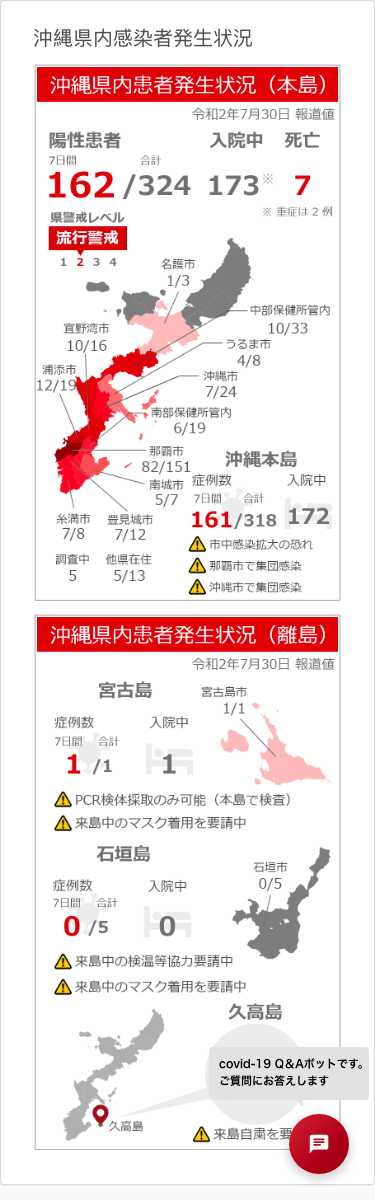 沖縄県内感染者発生状況
沖縄県内患者発生状況（本島）
令和2年7月30日 報道値
陽性患者 入院中 死亡
7日間 合計
162 /324 173※ 7
※ 重症は 2 例
県警戒レベル
流行警戒
1 2 3 4
名護市
1/3
中部保健所管内
10/33
宜野湾市
10/16
うるま市
4/8
浦添市
12/19
沖縄市
7/24
南部保健所管内
6/19
那覇市
82/151
南城市
5/7
糸満市
7/8
豊見城市
7/12
調査中
5
他県在住
5/13
沖縄本島
症例数 入院中
7日間 合計
161/318 172
市中感染拡大の恐れ
那覇市で集団感染
沖縄市で集団感染
沖縄県内患者発生状況（離島）
令和2年7月30日 報道値
宮古島
宮古島市
1/1
症例数 入院中
7日間 合計
1/1 1
PCR検体採取のみ可能（本島で検査）
来島中のマスク着用を要請中
石垣島
石垣市
0/5
症例数 入院中
7日間 合計
0/5 0
来島中の検温等協力要請中
来島中のマスク着用を要請中
久高島
久高島
covid-19 Q&Aボットです。
ご質問にお答えします
来島自粛を要